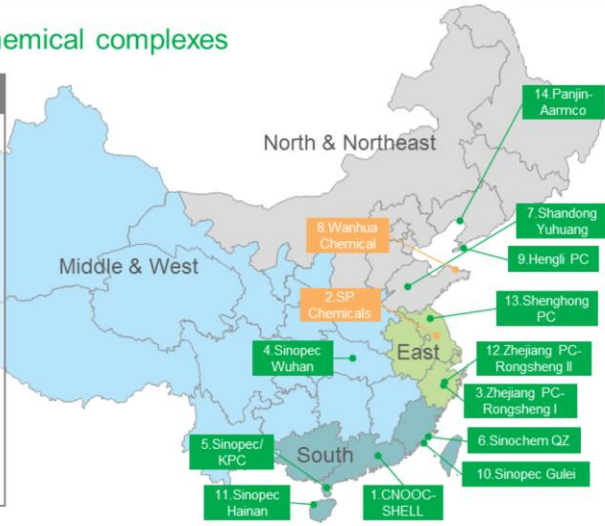 hemical complexes
14.Panjin-
Aarmco
North & Northeast
7.Shandong
Yuhuang
8.Wanhua
Chemical
9.Hengli PC
Middle & West
2.SP
Chemicals
13.Shenghong
PC
4.Sinopec
Wuhan
East
12.Zhejiang PC-
Rongsheng II
3.Zhejiang PC-
Rongsheng I
5.Sinopec/
KPC
South
6.Sinochem QZ
10.Sinopec Gulei
11.Sinopec
Hainan
1.CNOOC-
SHELL